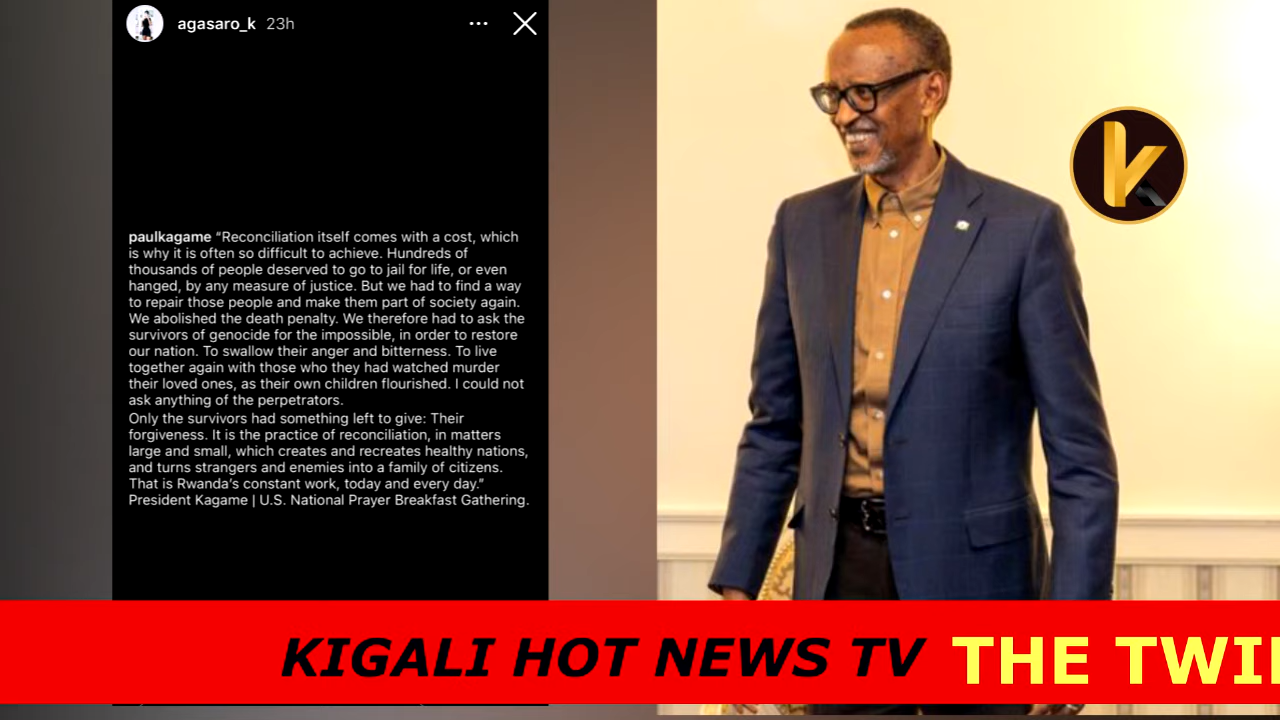 agasaro_k 23h
paulkagame “Reconciliation itself comes with a cost, which
is why it is often so difficult to achieve. Hundreds of
thousands of people deserved to go to jail for life, or even
hanged, by any measure of justice. But we had to find a way
to repair those people and make them part of society again.
We abolished the death penalty. We therefore had to ask the
survivors of genocide for the impossible, in order to restore
our nation. To swallow their anger and bitterness. To live
together again with those who they had watched murder
their loved ones, as their own children flourished. I could not
ask anything of the perpetrators.
Only the survivors had something left to give: Their
forgiveness. It is the practice of reconciliation, in matters
large and small, which creates and recreates healthy nations,
and turns strangers and enemies into a family of citizens.
That is Rwanda’s constant work, today and every day.”
President Kagame | U.S. National Prayer Breakfast Gathering.
k
KIGALI HOT NEWS TV THE